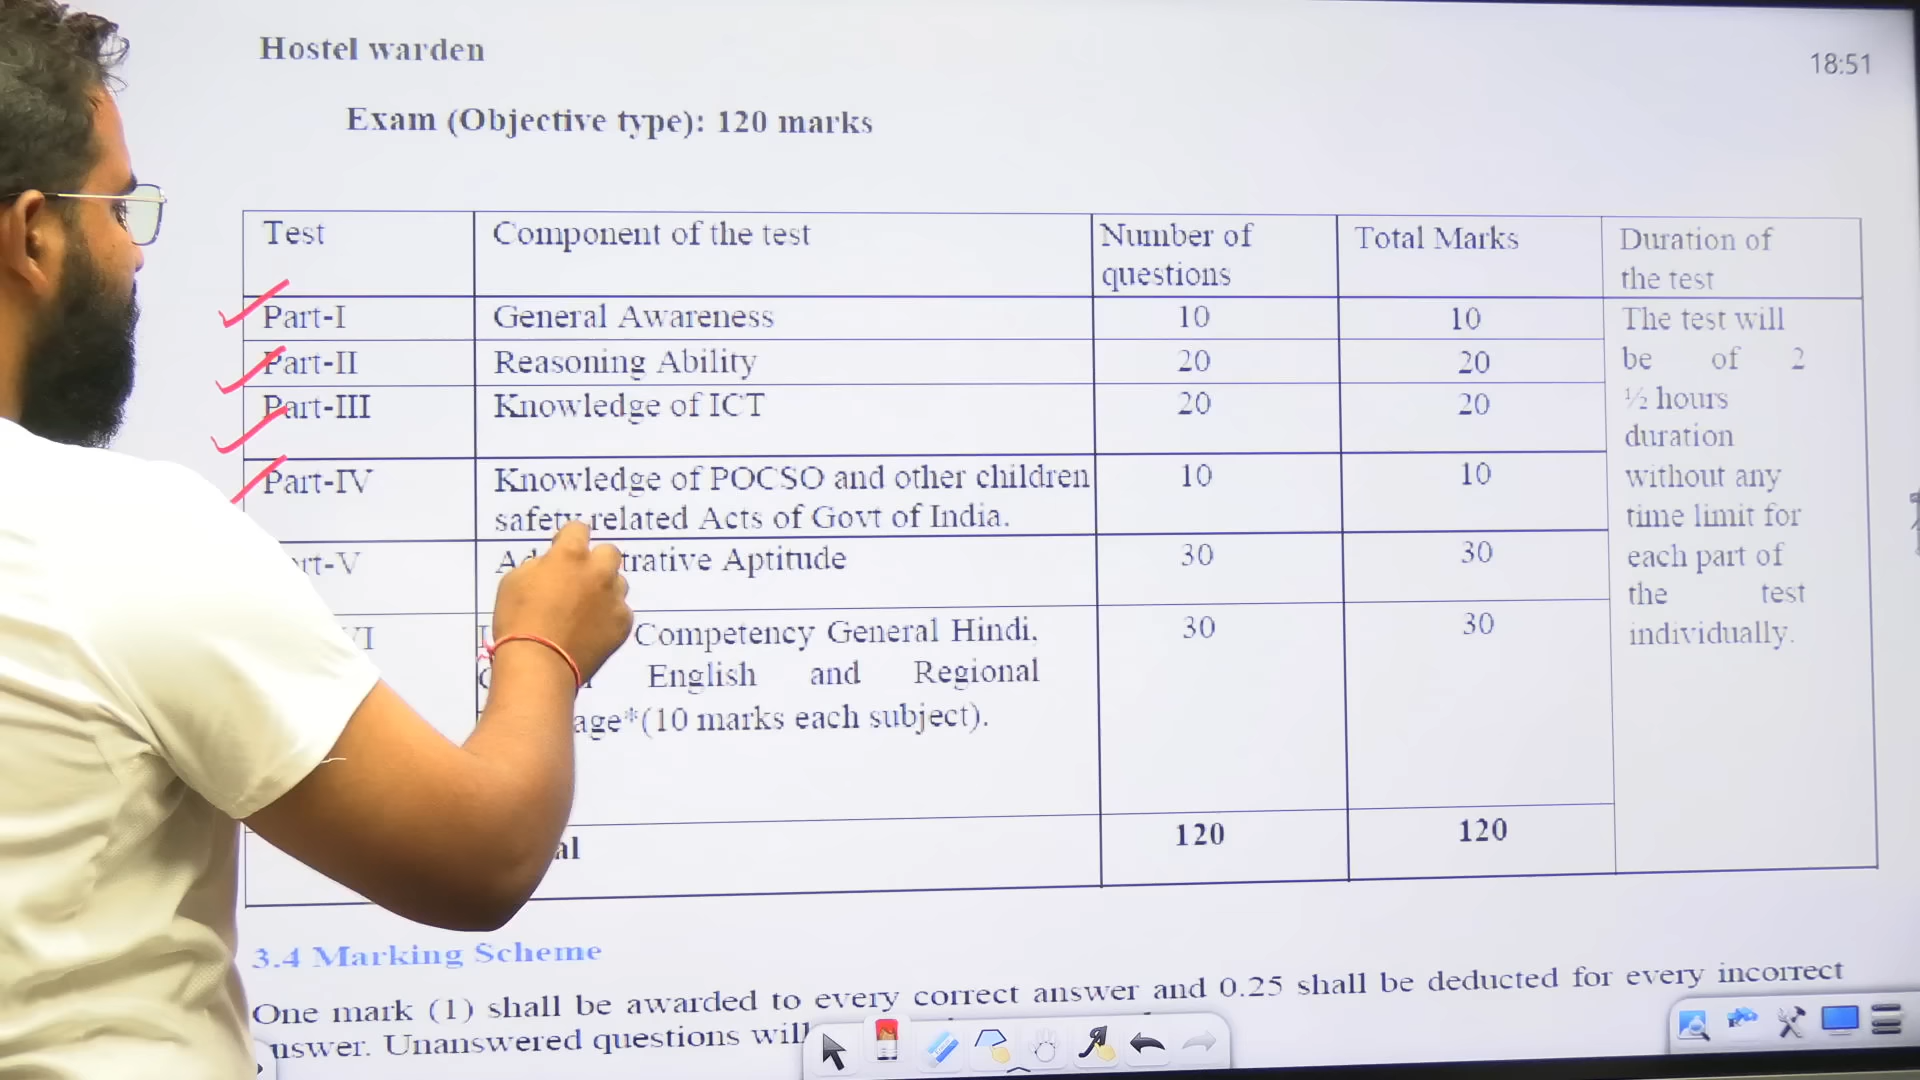 Hostel warden
18:51
Exam (Objective type): 120 marks
Test
Component of the test
Number of
questions
Total Marks
Duration of
the test
Part-I
General Awareness
10
10
Part-II
Reasoning Ability
20
20
Part-III
Knowledge of ICT
20
20
Part-IV
Knowledge of POCSO and other children
safety related Acts of Govt of India.
10
10
rt-V
trative Aptitude
30
30
VI
Competency General Hindi.
English and Regional
age*(10 marks each subject).
30
30
al
120
120
The test will
be of 2
½ hours
duration
without any
time limit for
each part of
the test
individually.
3.4 Marking Scheme
One mark (1) shall be awarded to every correct answer and 0.25 shall be deducted for every incorrect
nswer. Unanswered questions will